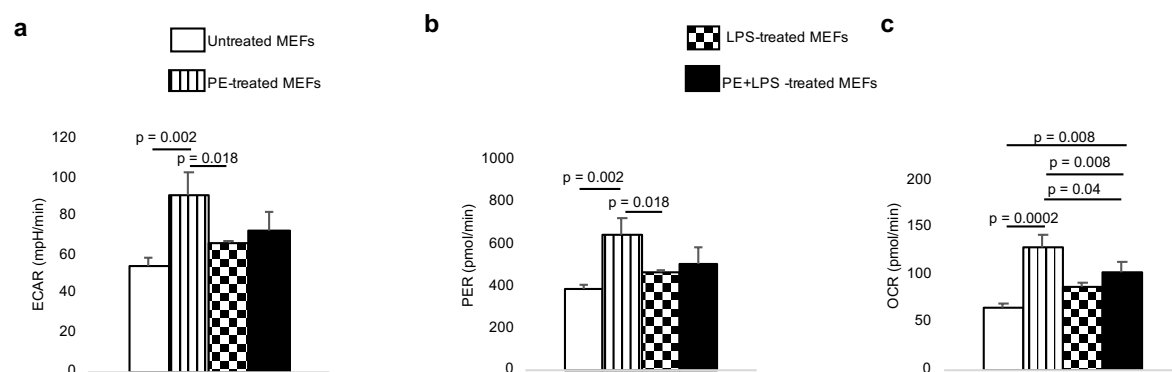 a
Untreated MEFs
PE-treated MEFs
b
LPS-treated MEFs
PE+LPS -treated MEFs
c
ECAR (mpH/min)
120
100
80
60
40
20
0
p = 0.002
p = 0.018
PER (pmol/min)
1000
800
600
400
200
0
p = 0.002
p = 0.018
OCR (pmol/min)
200
150
100
50
0
p = 0.008
p = 0.008
p = 0.04
p = 0.0002